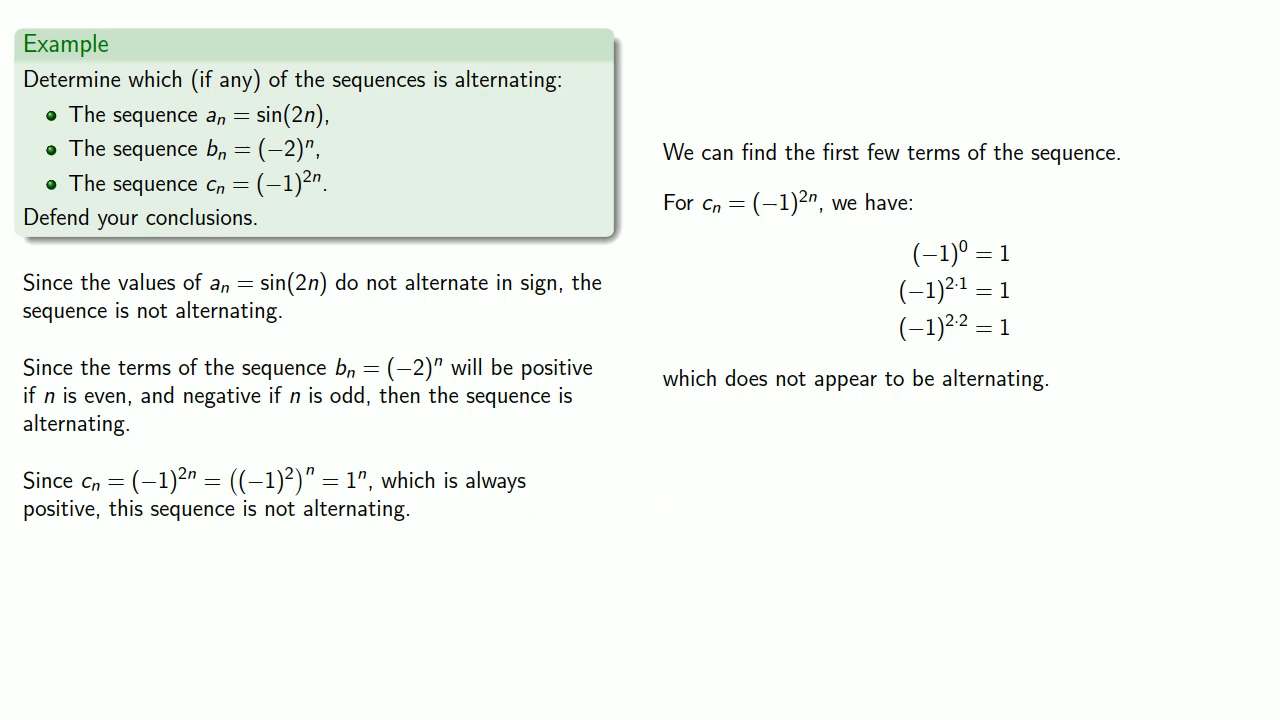 Example
Determine which (if any) of the sequences is alternating:
The sequence aₙ = sin(2n),
The sequence bₙ = (−2)ⁿ,
The sequence cₙ = (−1)²ⁿ.
Defend your conclusions.
Since the values of aₙ = sin(2n) do not alternate in sign, the
sequence is not alternating.
Since the terms of the sequence bₙ = (−2)ⁿ will be positive
if n is even, and negative if n is odd, then the sequence is
alternating.
Since cₙ = (−1)²ⁿ = ((−1)²)ⁿ = 1ⁿ, which is always
positive, this sequence is not alternating.
We can find the first few terms of the sequence.
For cₙ = (−1)²ⁿ, we have:
(−1)⁰ = 1
(−1)²·¹ = 1
(−1)²·² = 1
which does not appear to be alternating.